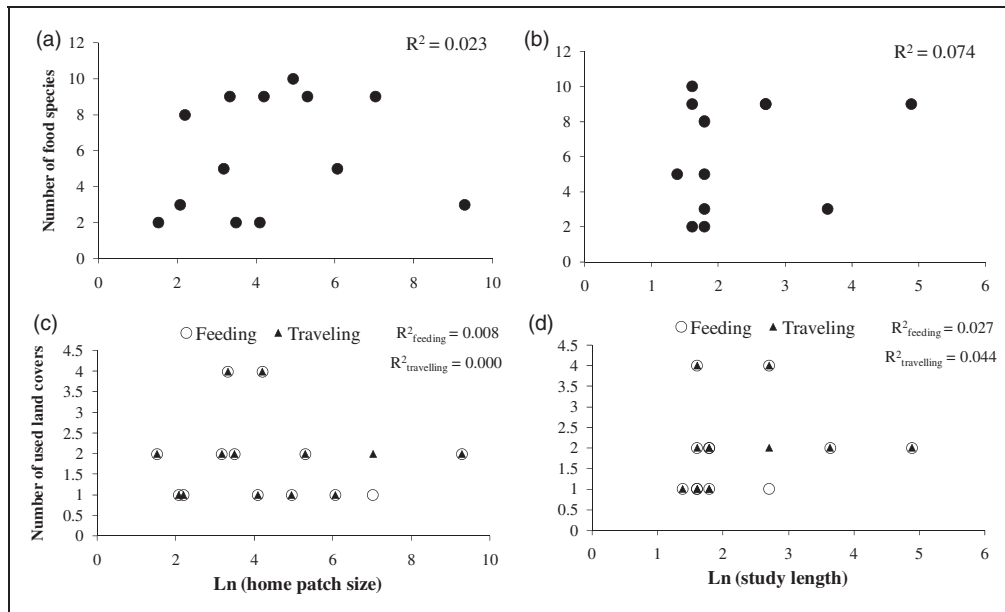 (a)
R² = 0.023
Number of food species
12
10
8
6
4
2
0
0 2 4 6 8 10
(b)
R² = 0.074
12
10
8
6
4
2
0
0 1 2 3 4 5 6
(c)
Feeding Traveling
R²feeding = 0.008
R²travelling = 0.000
Number of used land covers
4.5
4
3.5
3
2.5
2
1.5
1
0.5
0
0 2 4 6 8 10
Ln (home patch size)
(d)
Feeding Traveling
R²feeding = 0.027
R²travelling = 0.044
4.5
4
3.5
3
2.5
2
1.5
1
0.5
0
0 1 2 3 4 5 6
Ln (study length)